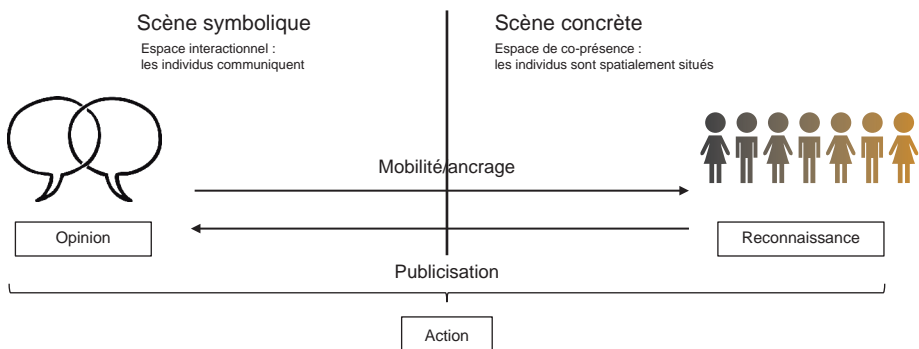 Scène symbolique
Espace interactionnel :
les individus communiquent
Scène concrète
Espace de co-présence :
les individus sont spatialement situés
Mobilité/ancrage
Opinion
Reconnaissance
Publicisation
Action